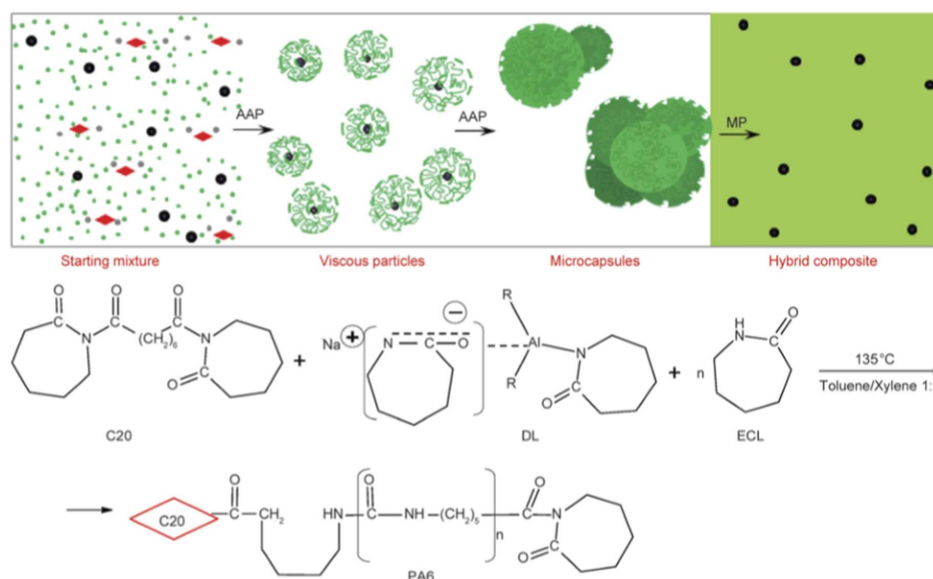 AAP
AAP
MP
Starting mixture
Viscous particles
Microcapsules
Hybrid composite
O
O
O
N
(CH2)6
N
O
C20
+
Na
+
−
N
C
O
R
Al
R
N
O
DL
+
n
H
N
O
ECL
135°C
Toluene/Xylene 1:
C20
O
C
CH2
HN
O
C
NH
(CH2)5
n
O
C
N
O
PA6